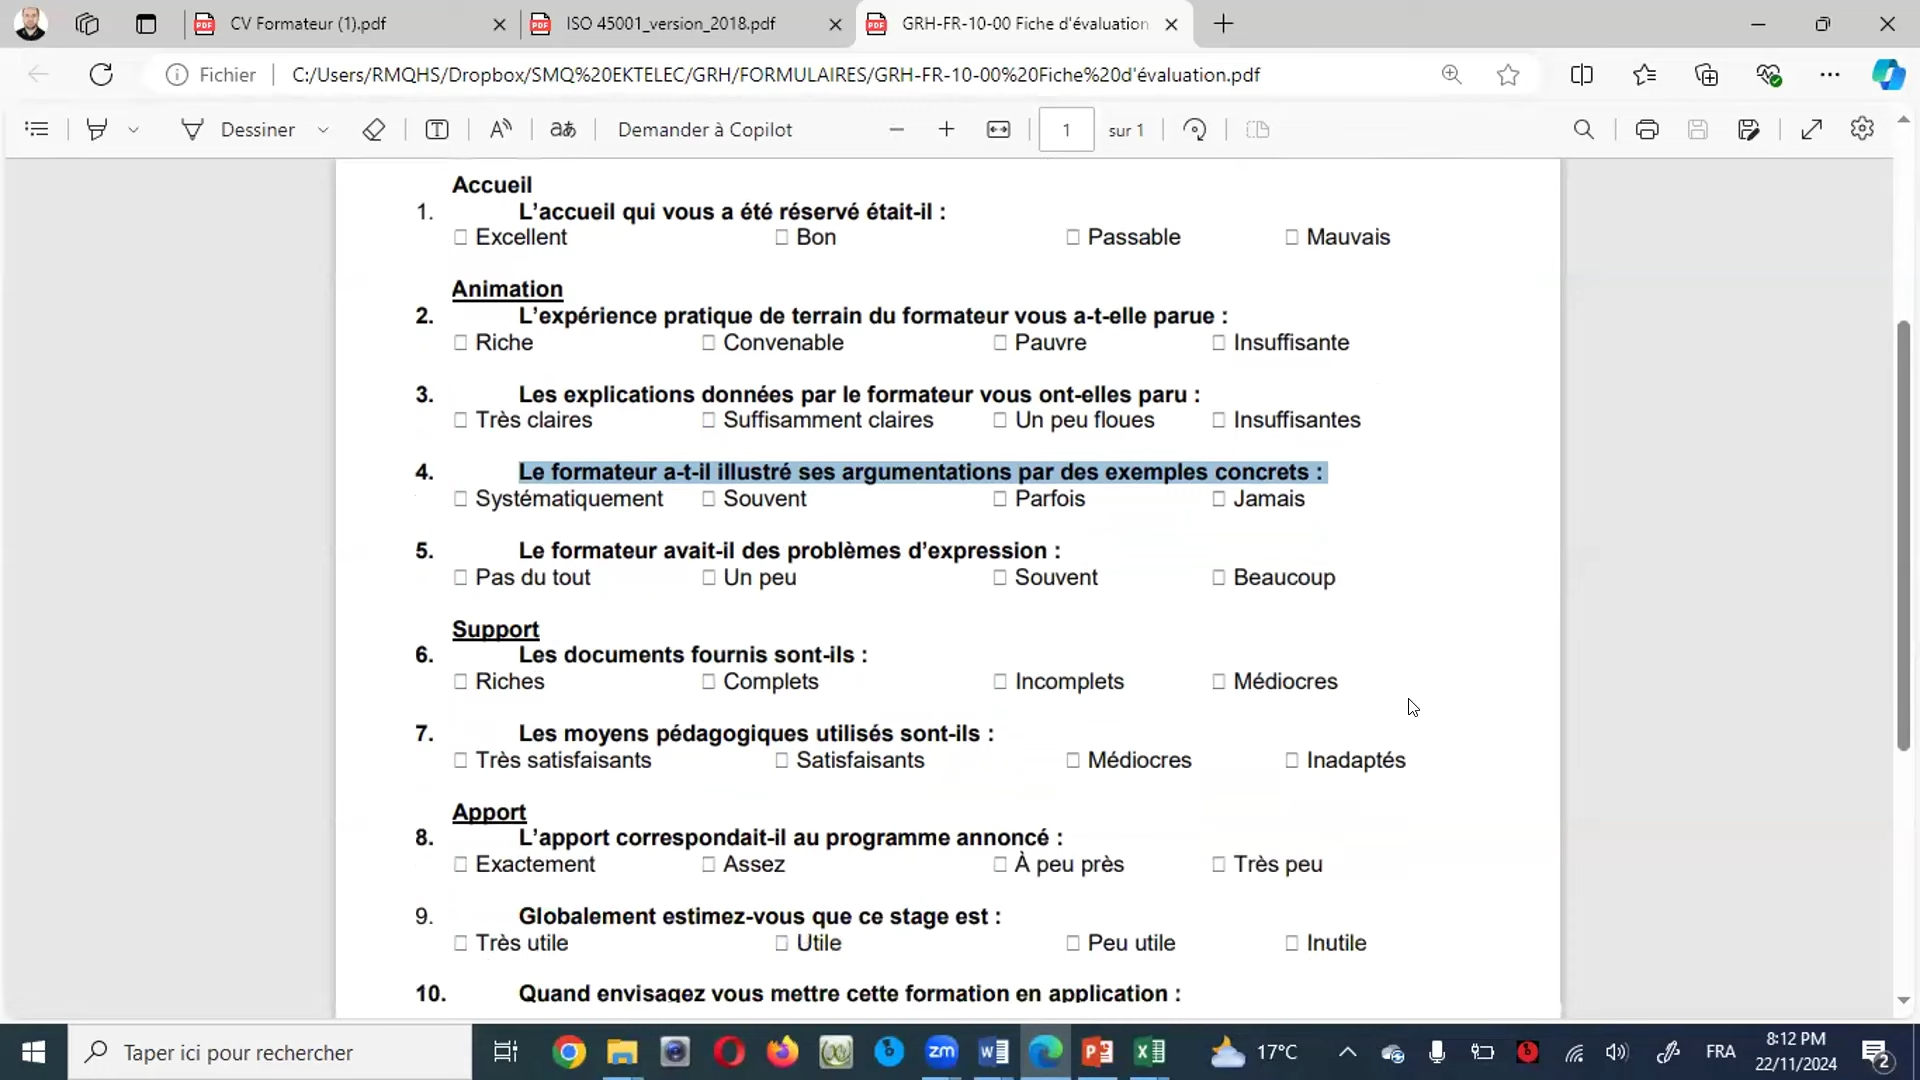 CV Formateur (1).pdf
ISO 45001_version_2018.pdf
GRH-FR-10-00 Fiche d'évaluation
Fichier
C:/Users/RMQHS/Dropbox/SMQ%20EKTELEC/GRH/FORMULAIRES/GRH-FR-10-00%20Fiche%20d'évaluation.pdf
Dessiner
Demander à Copilot
1
sur 1
Accueil
1. L’accueil qui vous a été réservé était-il :
Excellent Bon Passable Mauvais
Animation
2. L’expérience pratique de terrain du formateur vous a-t-elle parue :
Riche Convenable Pauvre Insuffisante
3. Les explications données par le formateur vous ont-elles paru :
Très claires Suffisamment claires Un peu floues Insuffisantes
4. Le formateur a-t-il illustré ses argumentations par des exemples concrets :
Systématiquement Souvent Parfois Jamais
5. Le formateur avait-il des problèmes d’expression :
Pas du tout Un peu Souvent Beaucoup
Support
6. Les documents fournis sont-ils :
Riches Complets Incomplets Médiocres
7. Les moyens pédagogiques utilisés sont-ils :
Très satisfaisants Satisfaisants Médiocres Inadaptés
Apport
8. L’apport correspondait-il au programme annoncé :
Exactement Assez À peu près Très peu
9. Globalement estimez-vous que ce stage est :
Très utile Utile Peu utile Inutile
10. Quand envisagez vous mettre cette formation en application :
Taper ici pour rechercher
zm
17°C
FRA
8:12 PM
22/11/2024
2